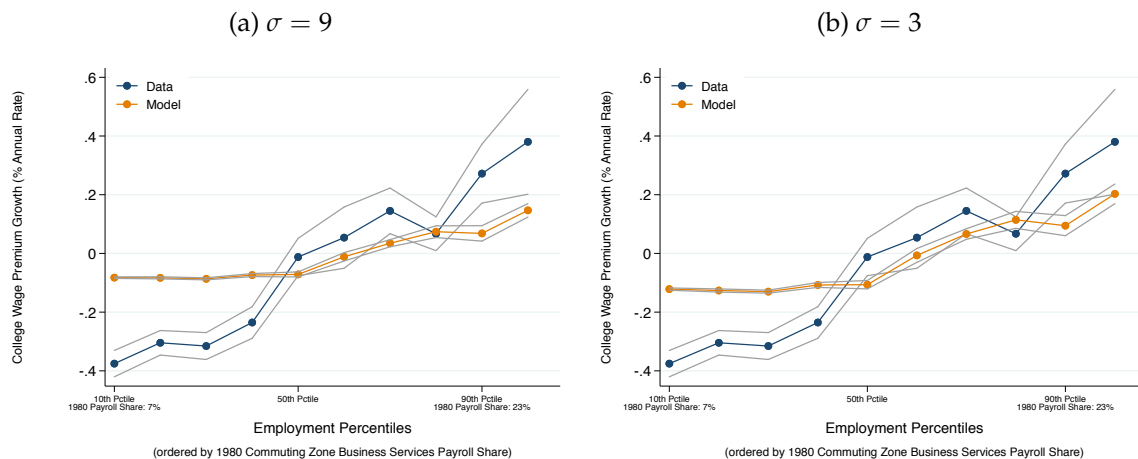 (a) σ = 9
College Wage Premium Growth (% Annual Rate)
.6
.4
.2
0
-.2
-.4
Data
Model
10th Pctile
1980 Payroll Share: 7%
50th Pctile
90th Pctile
1980 Payroll Share: 23%
Employment Percentiles
(ordered by 1980 Commuting Zone Business Services Payroll Share)
(b) σ = 3
College Wage Premium Growth (% Annual Rate)
.6
.4
.2
0
-.2
-.4
Data
Model
10th Pctile
1980 Payroll Share: 7%
50th Pctile
90th Pctile
1980 Payroll Share: 23%
Employment Percentiles
(ordered by 1980 Commuting Zone Business Services Payroll Share)